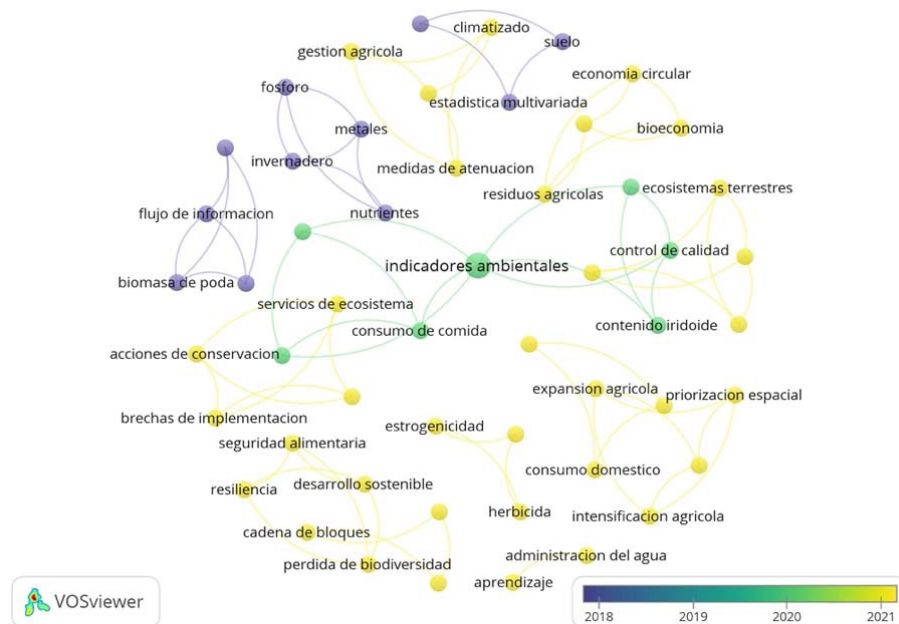 climatizado
suelo
gestion agricola
economia circular
fosforo
estadistica multivariada
metales
bioeconomia
invernadero
medidas de atenuacion
residuos agricolas
ecosistemas terrestres
flujo de informacion
nutrientes
control de calidad
indicadores ambientales
biomasa de poda
servicios de ecosistema
contenido iridoide
consumo de comida
acciones de conservacion
expansion agricola
priorizacion espacial
brechas de implementacion
estrogenicidad
seguridad alimentaria
consumo domestico
resiliencia
desarrollo sostenible
herbicida
intensificacion agricola
cadena de bloques
administracion del agua
perdida de biodiversidad
aprendizaje
VOSviewer
2018 2019 2020 2021